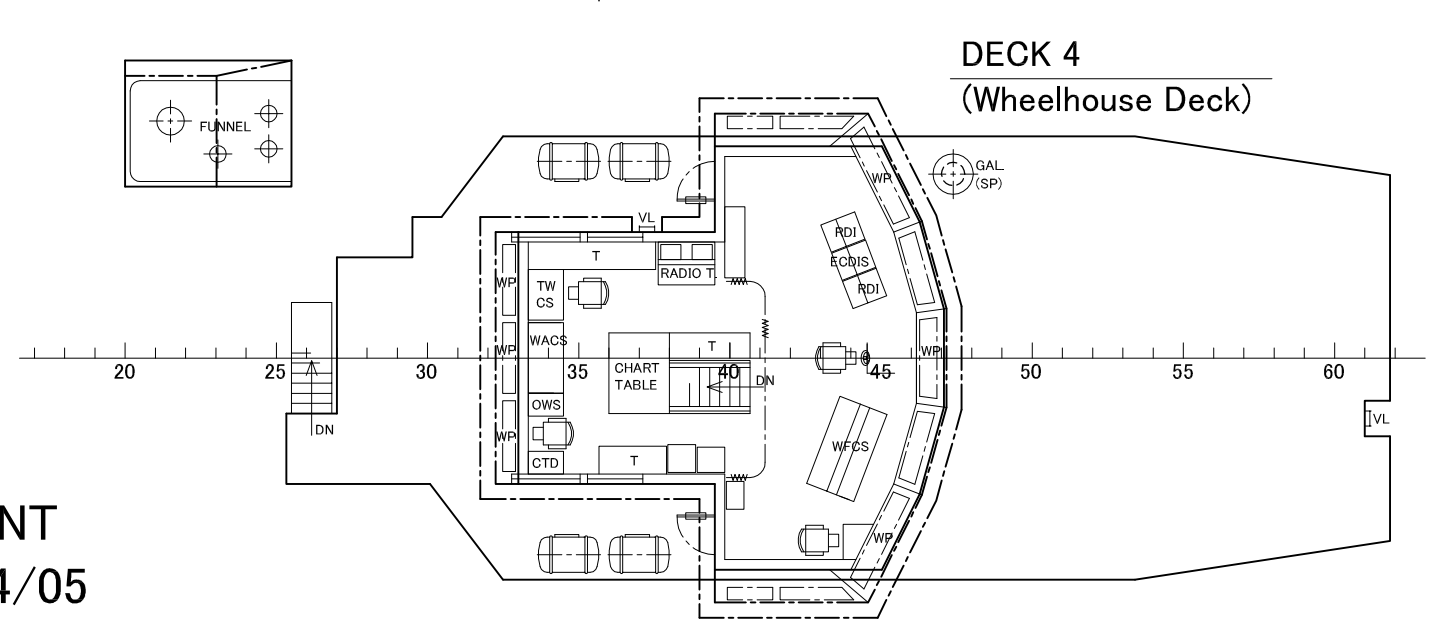 DECK 4
(Wheelhouse Deck)
FUNNEL
GAL
(SP)
WP
VL
RDI
T
ECDIS
RADIO T.
WP
TW
CS
RDI
WACS
WP
T
WP
CHART
TABLE
DN
20
25
30
35
40
45
50
55
60
OWS
DN
VL
WP
WFCS
CTD
T
WP
NT
4/05